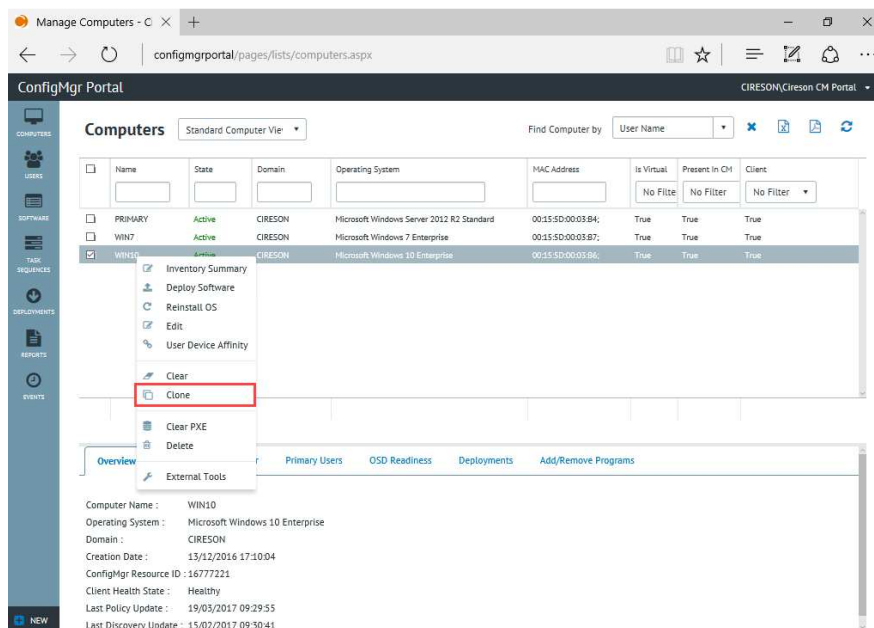 Manage Computers - Ci
configmgrportal/pages/lists/computers.aspx
ConfigMgr Portal
CIRESON\Cireson CM Portal
COMPUTERS
USERS
SOFTWARE
TASK SEQUENCES
DEPLOYMENTS
REPORTS
EVENTS
NEW
Computers
Standard Computer Vie
Find Computer by
User Name
Name State Domain Operating System MAC Address Is Virtual Present In CM Client
No Filte No Filter No Filter
PRIMARY Active CIRESON Microsoft Windows Server 2012 R2 Standard 00:15:5D:00:03:B4; True True True
WIN7 Active CIRESON Microsoft Windows 7 Enterprise 00:15:5D:00:03:B7; True True True
WIN10 Active CIRESON Microsoft Windows 10 Enterprise 00:15:5D:00:03:B6; True True True
Inventory Summary
Deploy Software
Reinstall OS
Edit
User Device Affinity
Clear
Clone
Clear PXE
Delete
External Tools
Overview r Primary Users OSD Readiness Deployments Add/Remove Programs
Computer Name : WIN10
Operating System : Microsoft Windows 10 Enterprise
Domain : CIRESON
Creation Date : 13/12/2016 17:10:04
ConfigMgr Resource ID : 16777221
Client Health State : Healthy
Last Policy Update : 19/03/2017 09:29:55
Last Discovery Update : 15/02/2017 09:30:41